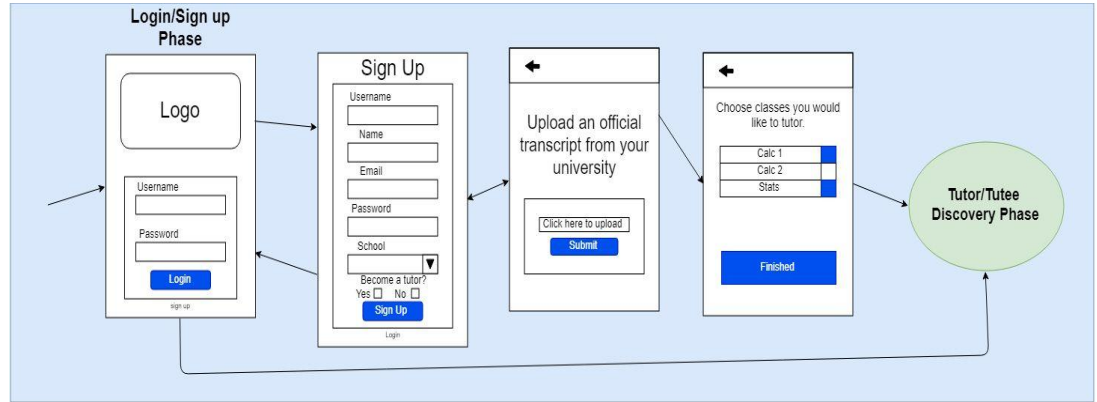 Login/Sign up
Phase
Logo
Username
Password
Login
sign up
Sign Up
Username
Name
Email
Password
School
Become a tutor?
Yes No
Sign Up
Login
Upload an official
transcript from your
university
Click here to upload
Submit
Choose classes you would
like to tutor.
Calc 1
Calc 2
Stats
Finished
Tutor/Tutee
Discovery Phase